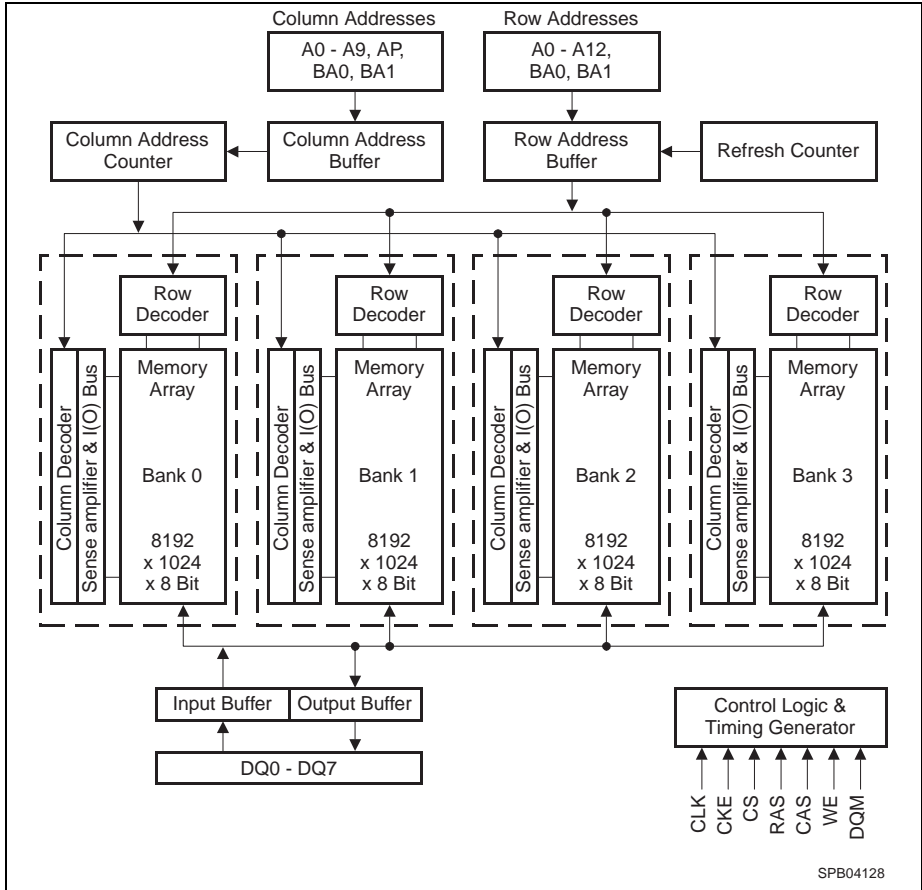 Column Addresses
Row Addresses
A0 - A9, AP,
BA0, BA1
A0 - A12,
BA0, BA1
Column Address
Counter
Column Address
Buffer
Row Address
Buffer
Refresh Counter
Row
Decoder
Row
Decoder
Row
Decoder
Row
Decoder
Column Decoder
Sense amplifier & I(O) Bus
Memory
Array
Bank 0
8192
x 1024
x 8 Bit
Column Decoder
Sense amplifier & I(O) Bus
Memory
Array
Bank 1
8192
x 1024
x 8 Bit
Column Decoder
Sense amplifier & I(O) Bus
Memory
Array
Bank 2
8192
x 1024
x 8 Bit
Column Decoder
Sense amplifier & I(O) Bus
Memory
Array
Bank 3
8192
x 1024
x 8 Bit
Input Buffer
Output Buffer
DQ0 - DQ7
Control Logic &
Timing Generator
CLK
CKE
CS
RAS
CAS
WE
DQM
SPB04128